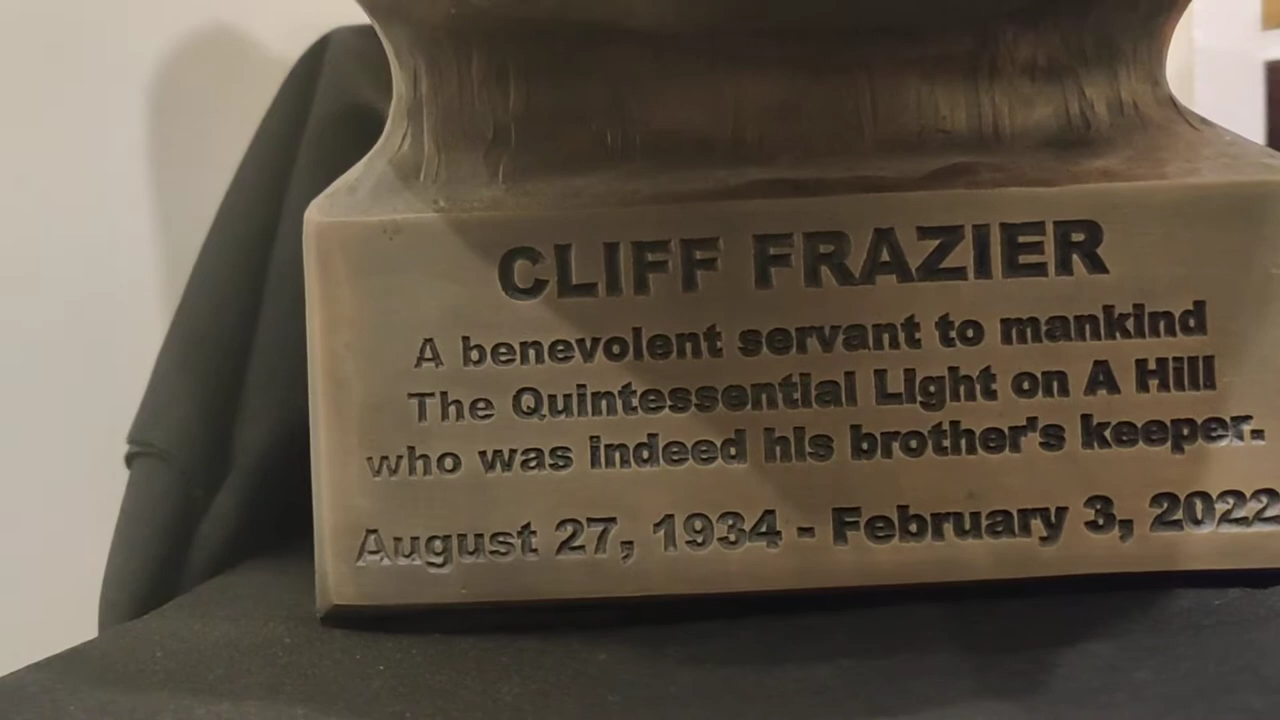 CLIFF FRAZIER
A benevolent servant to mankind
The Quintessential Light on A Hill
who was indeed his brother's keeper.
August 27, 1934 - February 3, 2022